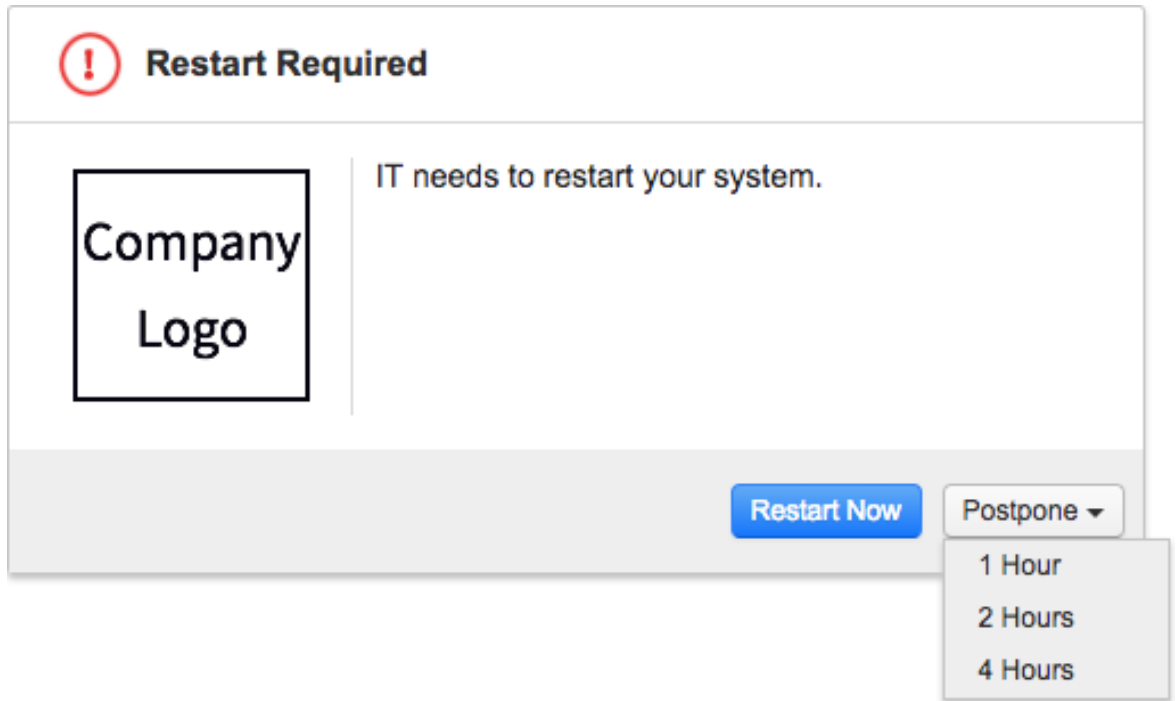 Restart Required
IT needs to restart your system.
Company
Logo
Restart Now
Postpone
1 Hour
2 Hours
4 Hours